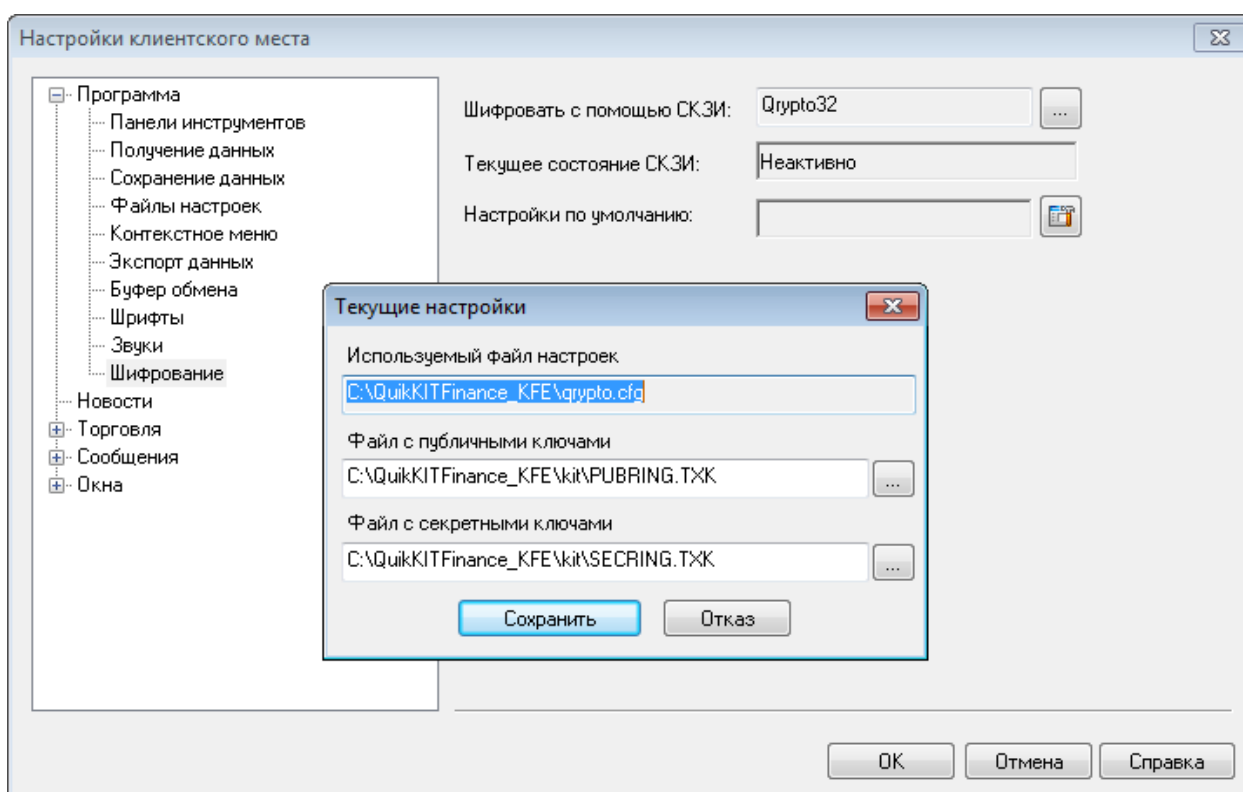 Настройки клиентского места
Программа
Панели инструментов
Получение данных
Сохранение данных
Файлы настроек
Контекстное меню
Экспорт данных
Буфер обмена
Шрифты
Звуки
Шифрование
Новости
Торговля
Сообщения
Окна
Шифровать с помощью СКЗИ: Qrypto32 ...
Текущее состояние СКЗИ: Неактивно
Настройки по умолчанию:
Текущие настройки
Используемый файл настроек
C:\QuikKITFinance_KFE\qrypto.cfg
Файл с публичными ключами
C:\QuikKITFinance_KFE\kit\PUBRING.TXK ...
Файл с секретными ключами
C:\QuikKITFinance_KFE\kit\SECRING.TXK ...
Сохранить Отказ
OK Отмена Справка